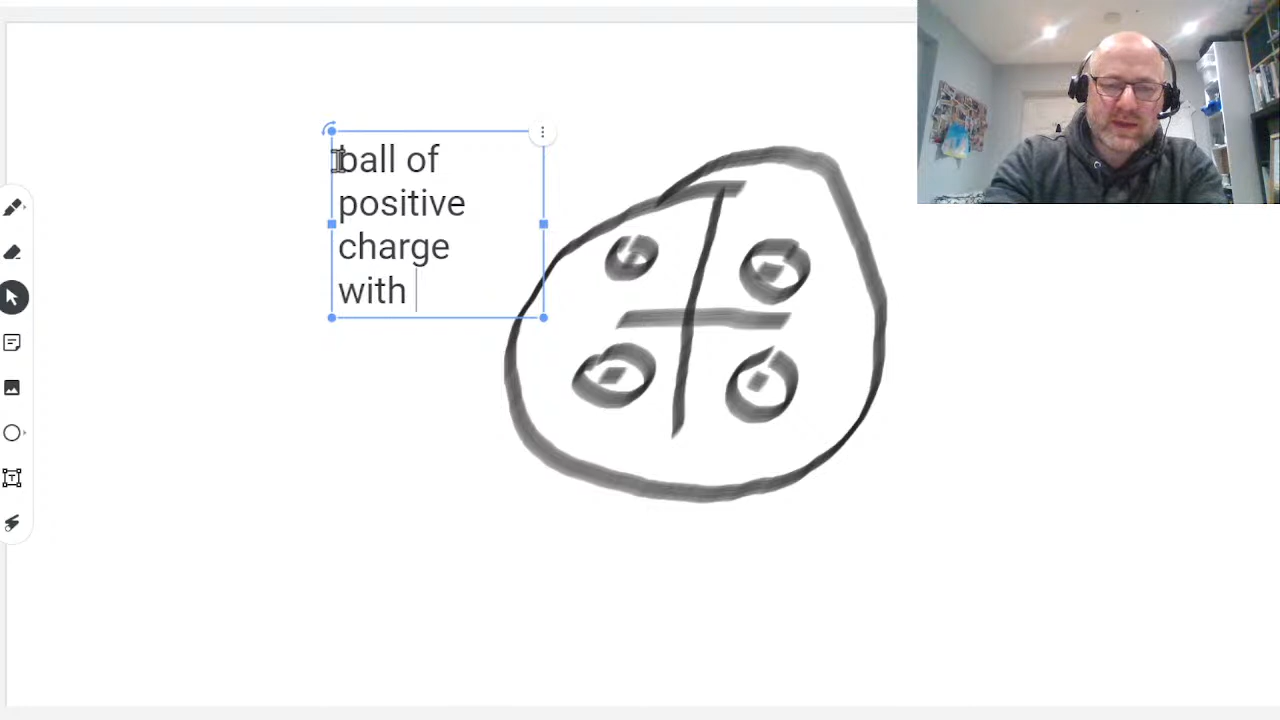 ball of
positive
charge
with